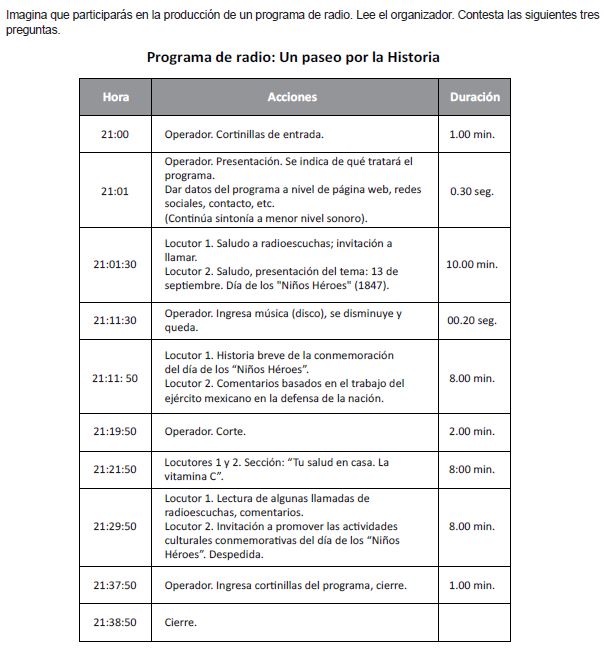 Imagina que participarás en la producción de un programa de radio. Lee el organizador. Contesta las siguientes tres
preguntas.
Programa de radio: Un paseo por la Historia
Hora Acciones Duración
21:00 Operador. Cortinillas de entrada. 1.00 min.
Operador. Presentación. Se indica de qué tratará el
programa.
Dar datos del programa a nivel de página web, redes
21:01 0.30 seg.
sociales, contacto, etc.
(Continúa sintonía a menor nivel sonoro).
Locutor 1. Saludo a radioescuchas; invitación a
llamar.
21:01:30 10.00 min.
Locutor 2. Saludo, presentación del tema: 13 de
septiembre. Día de los "Niños Héroes" (1847).
Operador. Ingresa música (disco), se disminuye y
21:11:30 00.20 seg.
queda.
Locutor 1. Historia breve de la conmemoración
del día de los “Niños Héroes”.
21:11: 50 8.00 min.
Locutor 2. Comentarios basados en el trabajo del
ejército mexicano en la defensa de la nación.
21:19:50 Operador. Corte. 2.00 min.
Locutores 1 y 2. Sección: “Tu salud en casa. La
21:21:50 8:00 min.
vitamina C”.
Locutor 1. Lectura de algunas llamadas de
radioescuchas, comentarios.
21:29:50 8.00 min.
Locutor 2. Invitación a promover las actividades
culturales conmemorativas del día de los “Niños
Héroes”. Despedida.
21:37:50 Operador. Ingresa cortinillas del programa, cierre. 1.00 min.
21:38:50 Cierre.